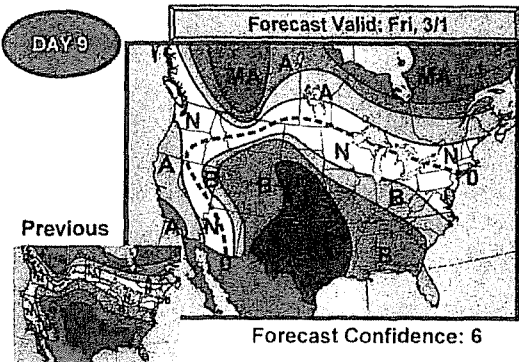 DAY 9
Forecast Valid: Fri, 3/1
MA
A
MA
A
N
N
N
A
B
B
B
A
N
B
Previous
Forecast Confidence: 6